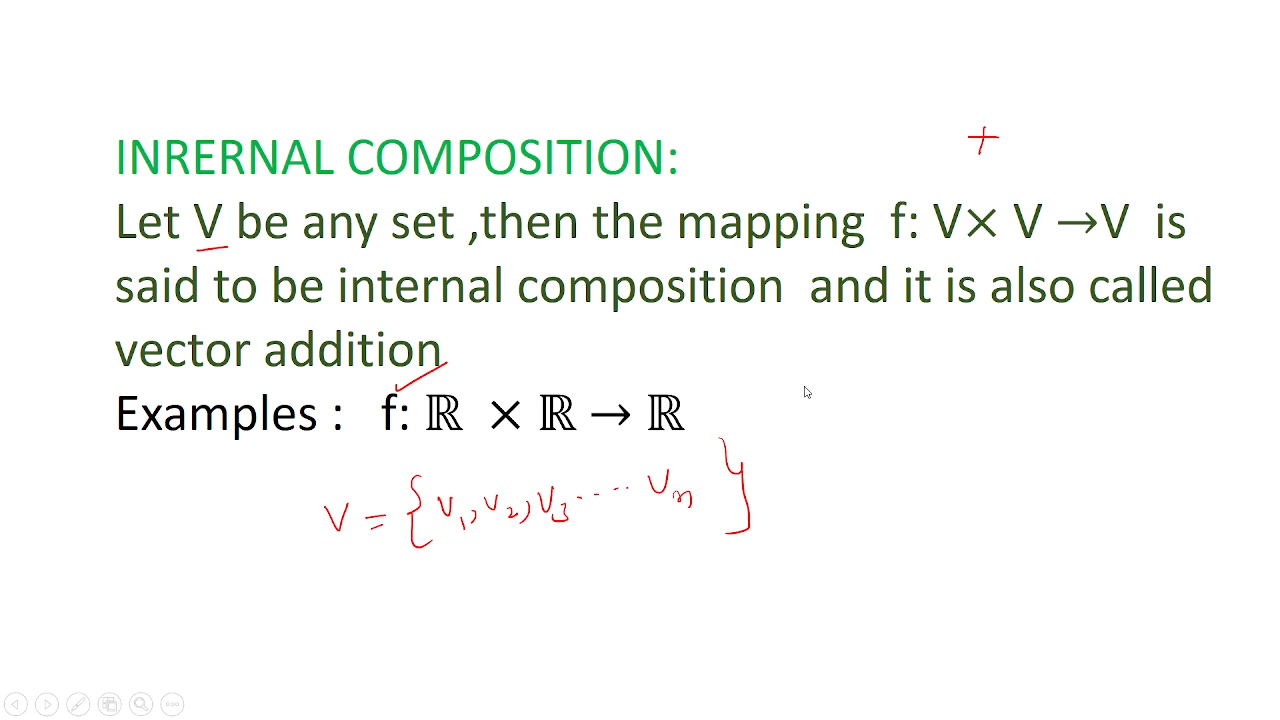 +
INRERNAL COMPOSITION:
Let V be any set ,then the mapping f: V× V →V is
said to be internal composition and it is also called
vector addition
Examples : f: ℝ × ℝ → ℝ
V = {V₁, V₂, V₃ ..... Vₙ}